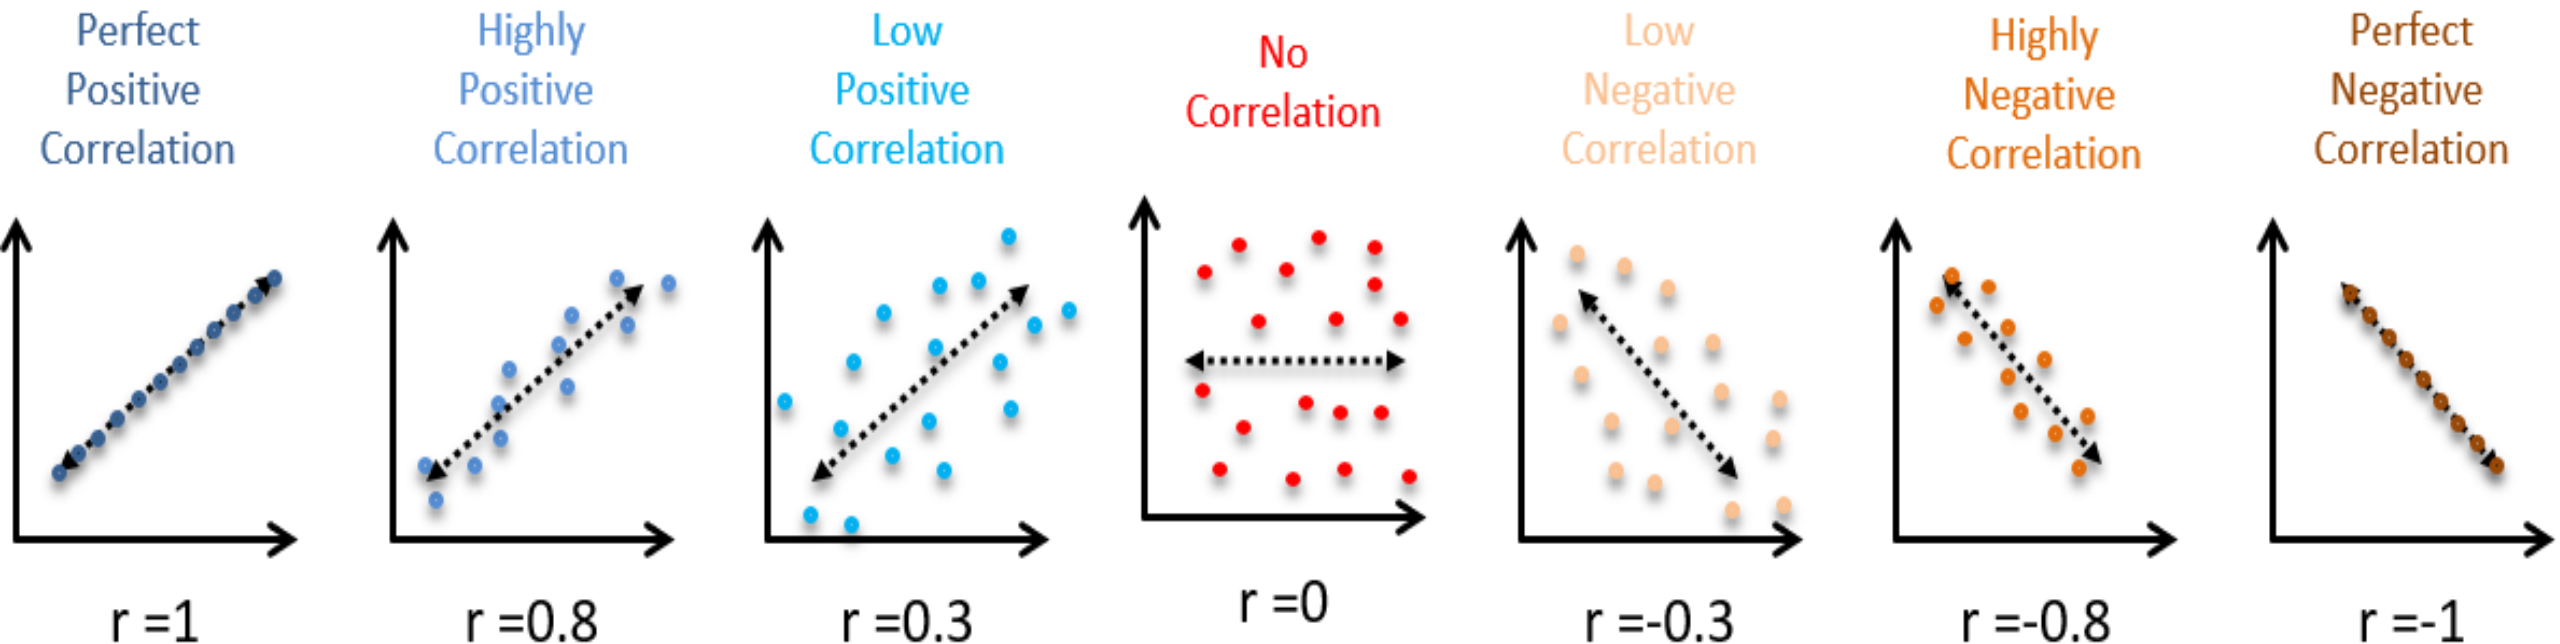 Perfect
Positive
Correlation
Highly
Positive
Correlation
Low
Positive
Correlation
No
Correlation
Low
Negative
Correlation
Highly
Negative
Correlation
Perfect
Negative
Correlation
r =1
r =0.8
r =0.3
r =0
r =-0.3
r =-0.8
r =-1